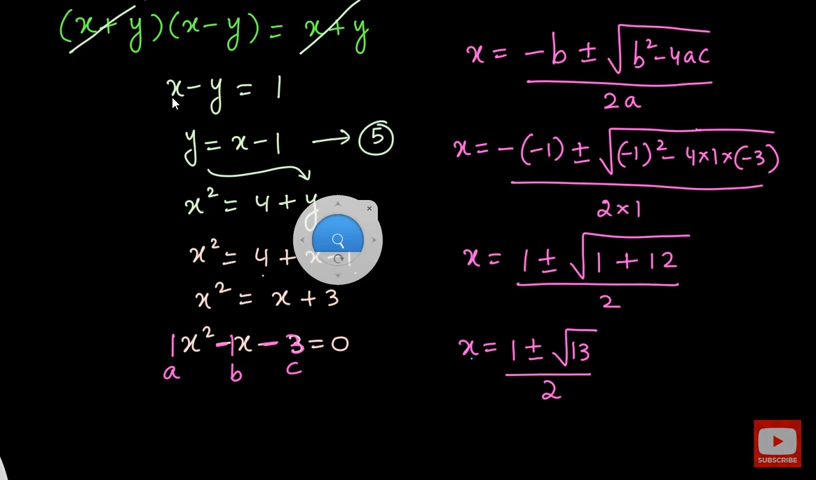 (x+y)(x-y) = x+y
x-y = 1
y = x-1 → ⑤
x² = 4+y
x² = 4+x-1
x² = x+3
1x²-1x-3=0
a b c
x = (-b ± √(b²-4ac))/2a
x = (-(-1) ± √((-1)²-4×1×(-3)))/2×1
x = (1 ± √(1+12))/2
x = (1 ± √13)/2
SUBSCRIBE